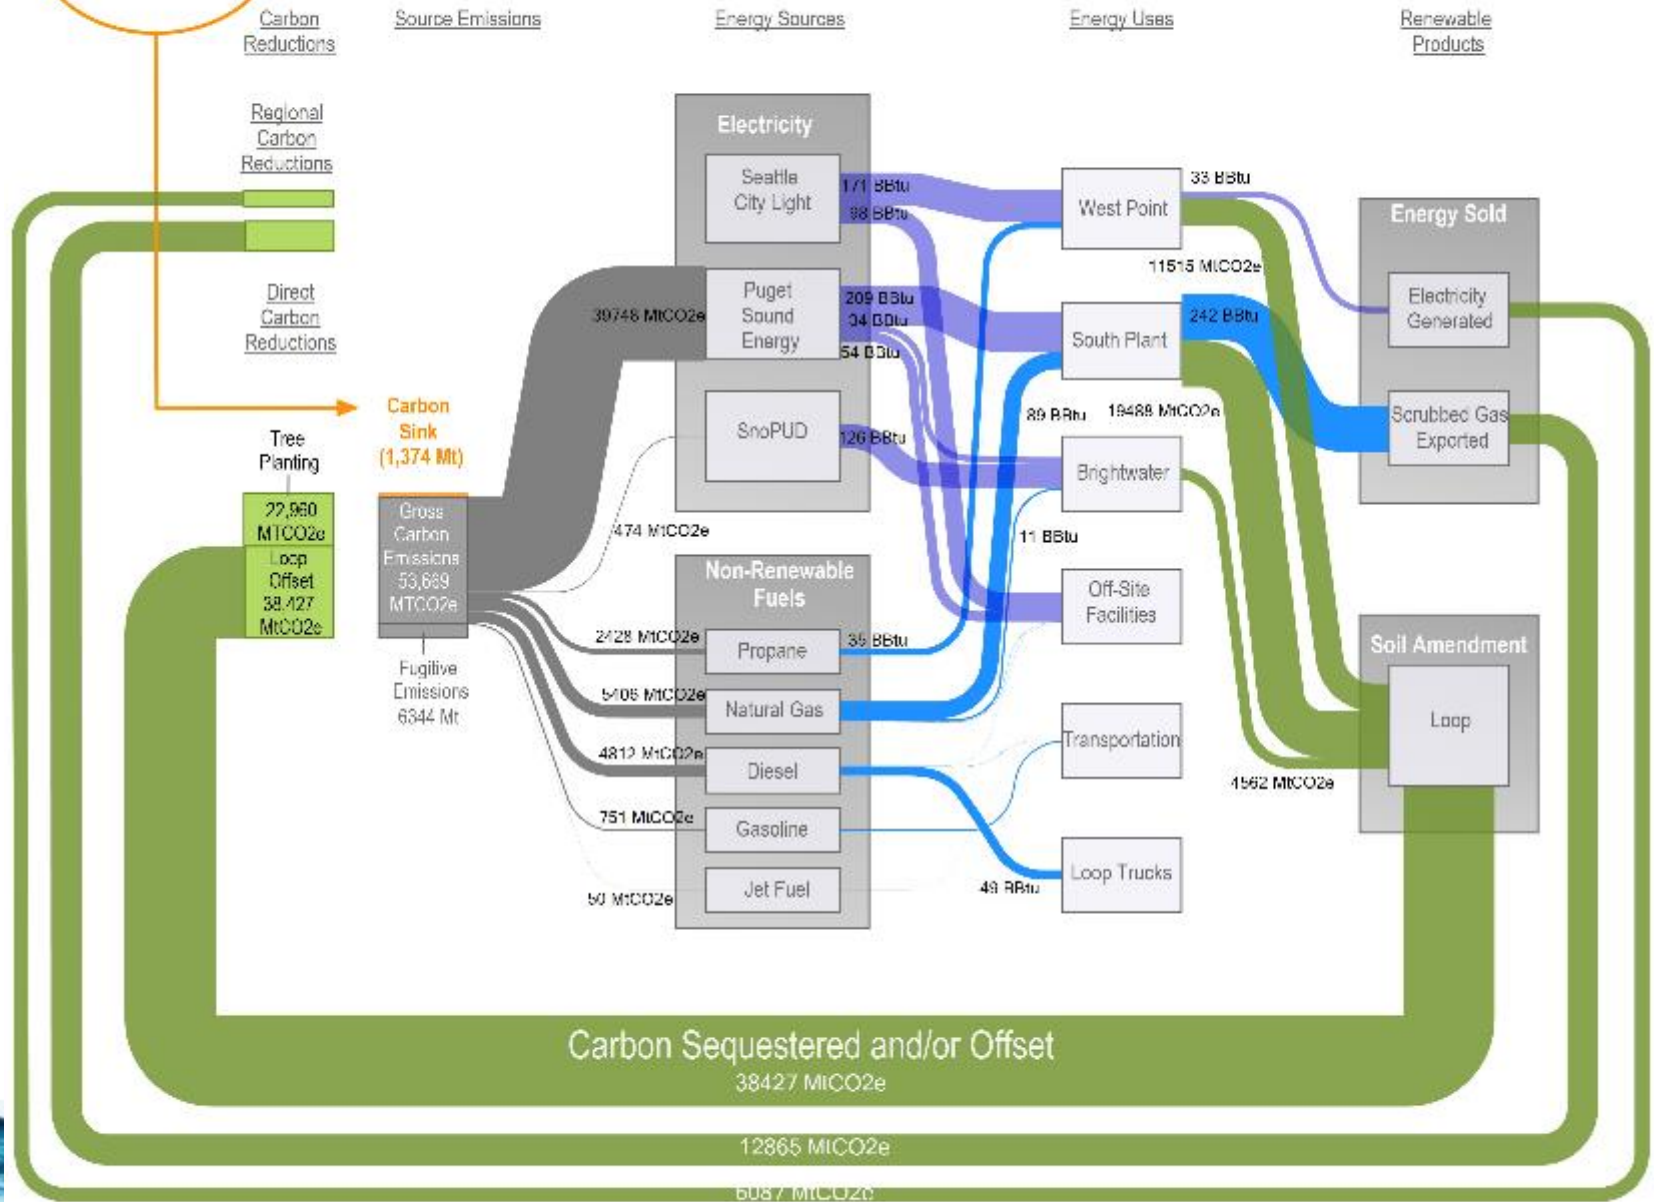 Carbon
Reductions
Source Emissions
Energy Sources
Energy Uses
Renewable
Products
Regional
Carbon
Reductions
Direct
Carbon
Reductions
Carbon
Sink
(1,374 Mt)
Tree
Planting
22,960
MTCO2e
Loop
Offset
38.427
MtCO2e
Gross
Carbon
Emissions
53,669
MTCO2e
Fugitive
Emissions
6344 Mt
39748 MtCO2e
474 MtCO2e
2428 MtCO2e
5406 MtCO2e
4812 MtCO2e
751 MtCO2e
50 MtCO2e
Electricity
Seattle
City Light
Puget
Sound
Energy
SnoPUD
Non-Renewable
Fuels
Propane
Natural Gas
Diesel
Gasoline
Jet Fuel
171 BBtu
98 BBtu
209 BBtu
34 BBtu
54 BBtu
126 BBtu
35 BBtu
89 BBtu
11 BBtu
49 BBtu
West Point
South Plant
Brightwater
Off-Site
Facilities
Transportation
Loop Trucks
33 BBtu
11515 MtCO2e
242 BBtu
19488 MtCO2e
4562 MtCO2e
Energy Sold
Electricity
Generated
Scrubbed Gas
Exported
Soil Amendment
Loop
Carbon Sequestered and/or Offset
38427 MtCO2e
12865 MtCO2e
6087 MtCO2e